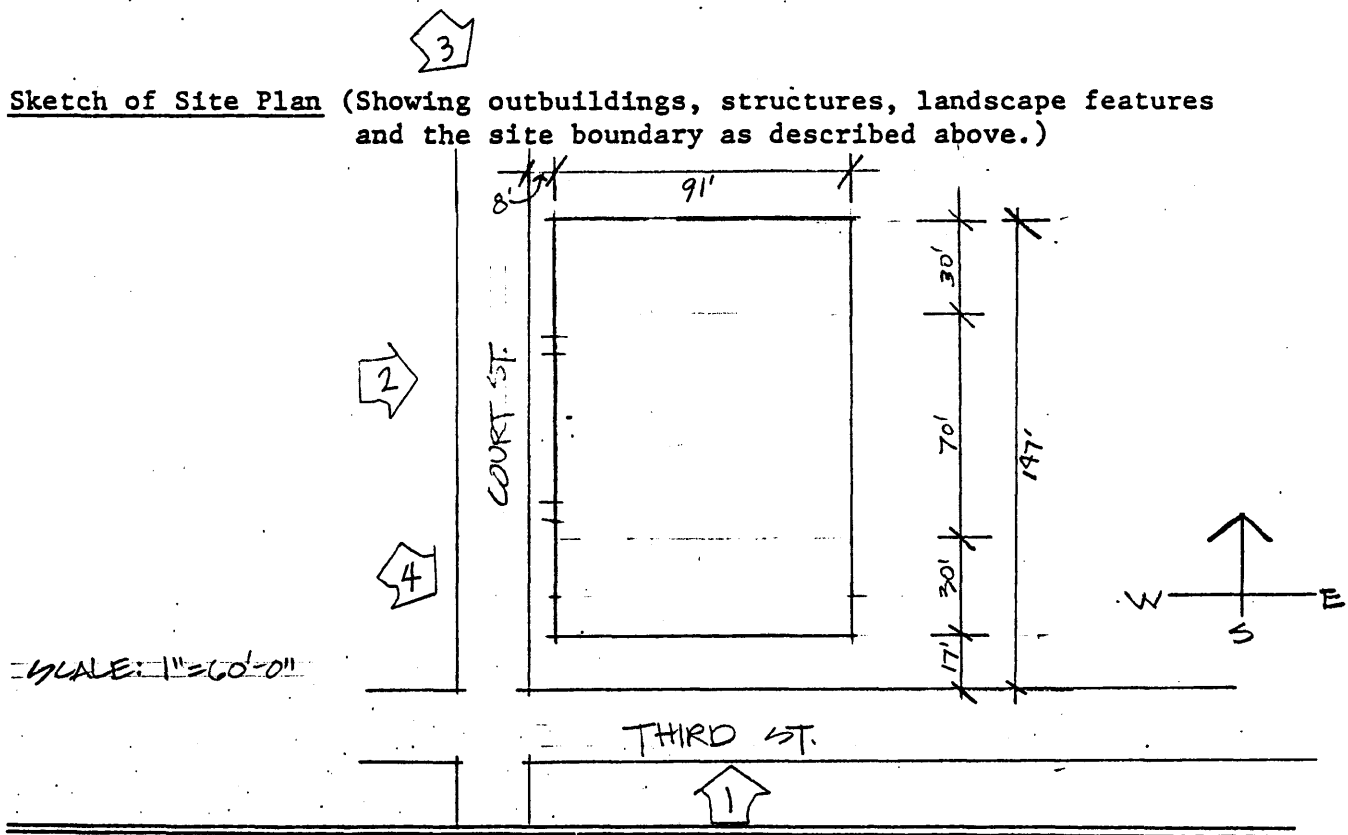 3
Sketch of Site Plan (Showing outbuildings, structures, landscape features
and the site boundary as described above.)
8'
91'
30'
2
COURT ST.
70'
147'
4
30'
W
E
S
17'
SCALE: 1"=60'-0"
THIRD ST.
1